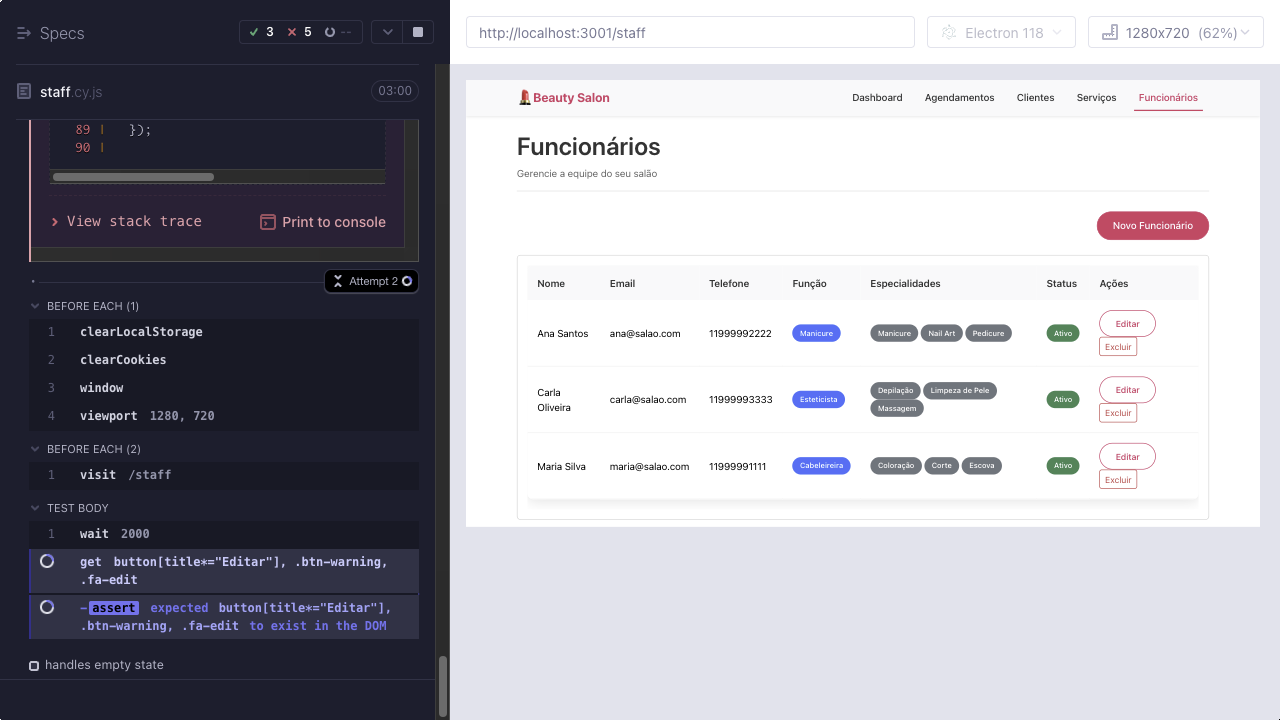 Specs
3 5 --
staff.cy.js
03:00
89 | });
90 |
View stack trace
Print to console
Attempt 2
BEFORE EACH (1)
1 clearLocalStorage
2 clearCookies
3 window
4 viewport 1280, 720
BEFORE EACH (2)
1 visit /staff
TEST BODY
1 wait 2000
get button[title*="Editar"], .btn-warning,
.fa-edit
-assert expected button[title*="Editar"],
.btn-warning, .fa-edit to exist in the DOM
handles empty state
http://localhost:3001/staff
Electron 118
1280x720 (62%)
Beauty Salon
Dashboard Agendamentos Clientes Serviços Funcionários
Funcionários
Gerencie a equipe do seu salão
Novo Funcionário
Nome Email Telefone Função Especialidades Status Ações
Ana Santos ana@salao.com 11999992222 Manicure Manicure Nail Art Pedicure Ativo Editar
Excluir
Carla
Oliveira
carla@salao.com 11999993333 Esteticista Depilação Limpeza de Pele
Massagem
Ativo Editar
Excluir
Maria Silva maria@salao.com 11999991111 Cabeleireira Coloração Corte Escova Ativo Editar
Excluir